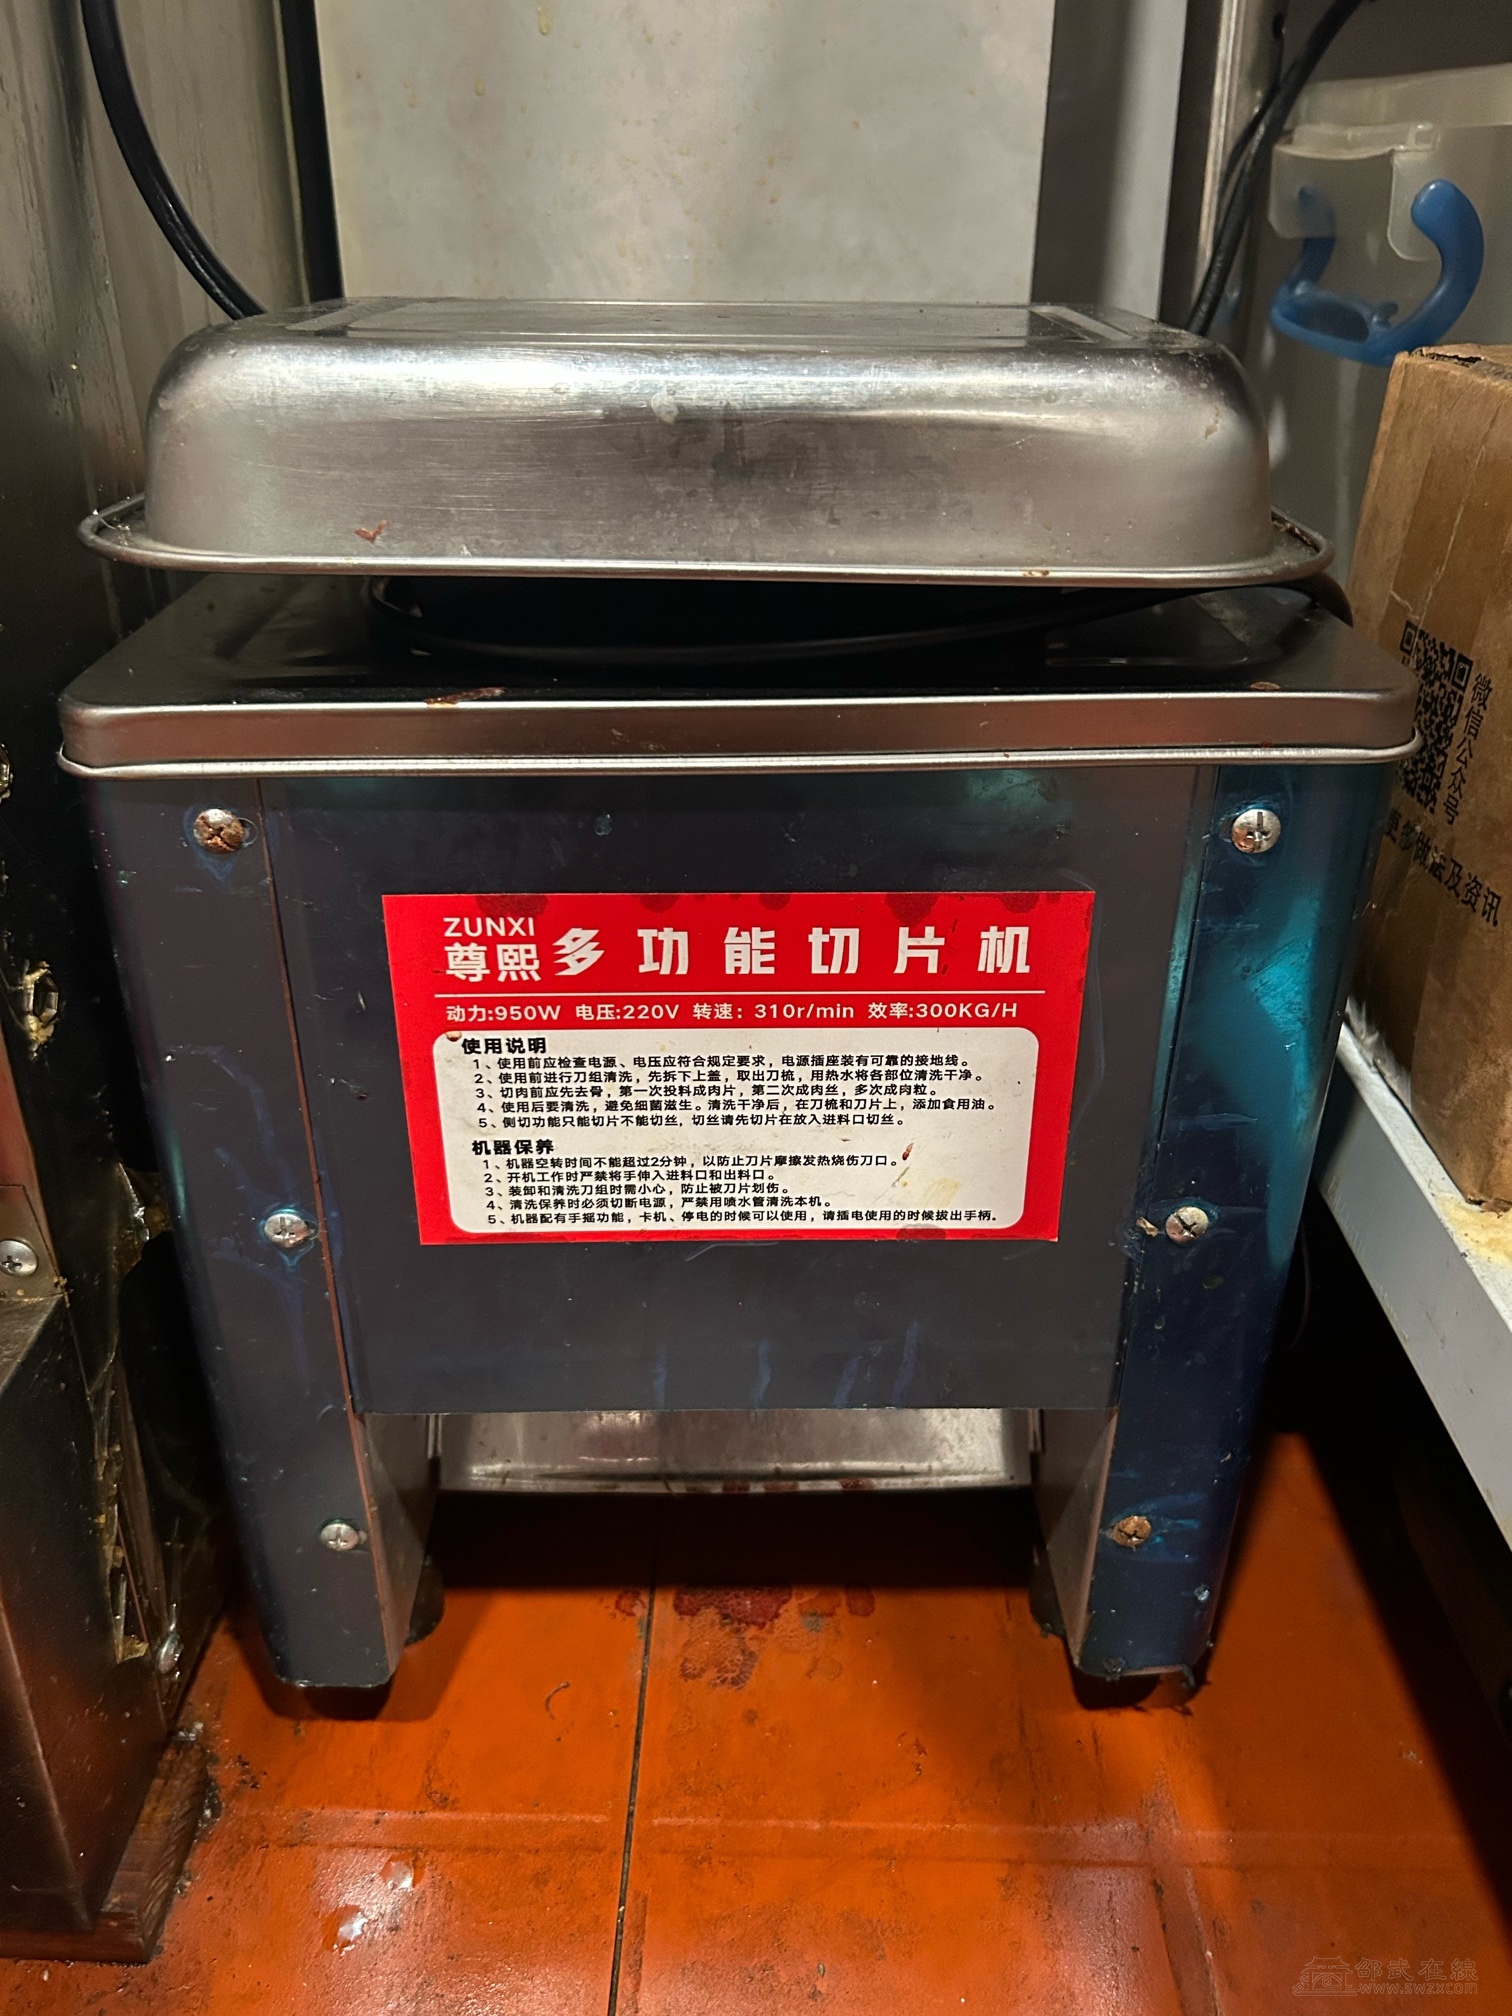 ZUNXI
尊熙 多功能切片机
动力:950W 电压:220V 转速：310r/min 效率:300KG/H
使用说明
1、使用前应检查电源、电压应符合规定要求，电源插座装有可靠的接地线。
2、使用前进行刀组清洗，先拆下上盖，取出刀梳，用热水将各部位清洗干净。
3、切肉前应先去骨，第一次投料成肉片，第二次成肉丝，多次成肉粒。
4、使用后要清洗，避免细菌滋生。清洗干净后，在刀梳和刀片上，添加食用油。
5、侧切功能只能切片不能切丝，切丝请先切片在放入进料口切丝。
机器保养
1、机器空转时间不能超过2分钟，以防止刀片摩擦发热烧伤刀口。
2、开机工作时严禁将手伸入进料口和出料口。
3、装卸和清洗刀组时需小心，防止被刀片划伤。
4、清洗保养时必须切断电源，严禁用喷水管清洗本机。
5、机器配有手摇功能，卡机、停电的时候可以使用，请插电使用的时候拔出手柄。
微信公众号
更多做法及资讯
邵武在線
www.swzx.com